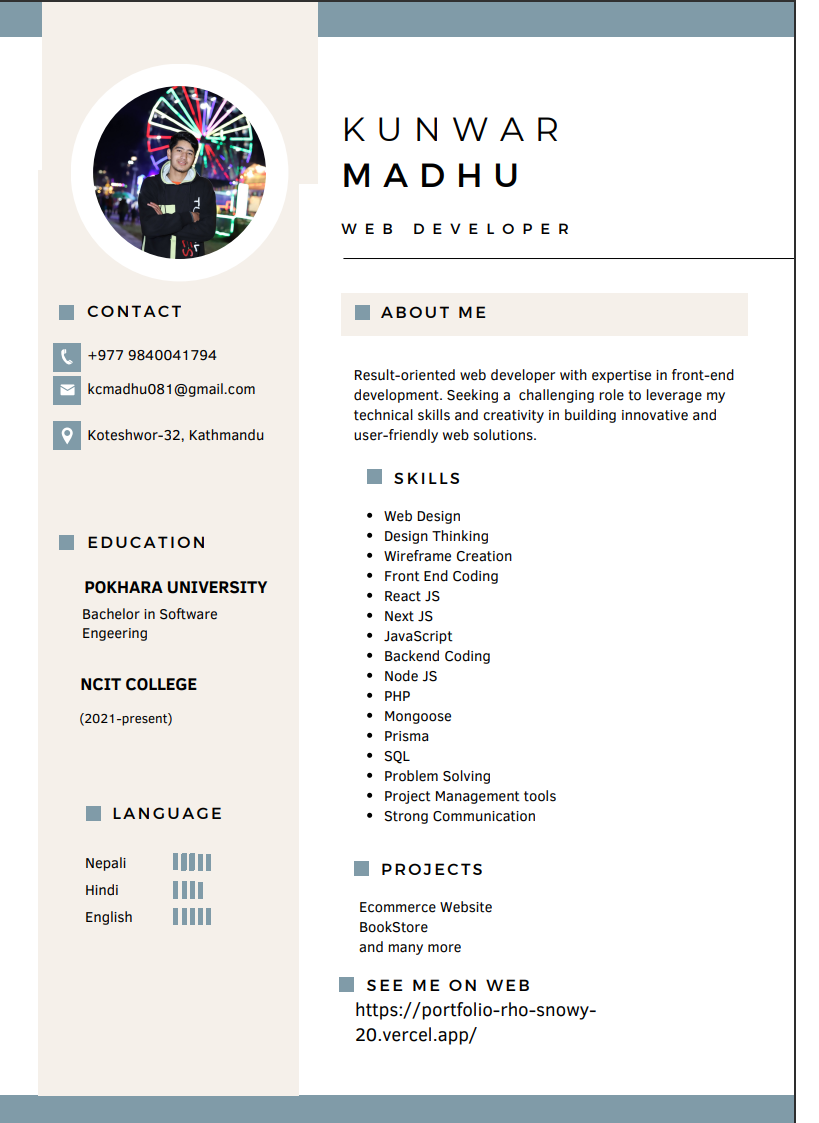 KUNWAR
MADHU
WEB DEVELOPER
CONTACT
+977 9840041794
kcmadhu081@gmail.com
Koteshwor-32, Kathmandu
EDUCATION
POKHARA UNIVERSITY
Bachelor in Software
Engeering
NCIT COLLEGE
(2021-present)
LANGUAGE
Nepali
Hindi
English
ABOUT ME
Result-oriented web developer with expertise in front-end
development. Seeking a  challenging role to leverage my
technical skills and creativity in building innovative and
user-friendly web solutions.
SKILLS
• Web Design
• Design Thinking
• Wireframe Creation
• Front End Coding
• React JS
• Next JS
• JavaScript
• Backend Coding
• Node JS
• PHP
• Mongoose
• Prisma
• SQL
• Problem Solving
• Project Management tools
• Strong Communication
PROJECTS
Ecommerce Website
BookStore
and many more
SEE ME ON WEB
https://portfolio-rho-snowy-
20.vercel.app/